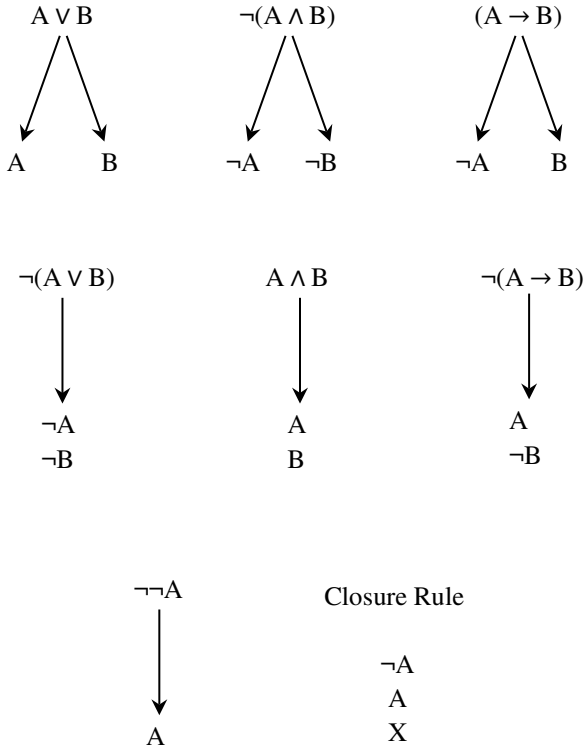 A ∨ B ¬(A ∧ B) (A → B)
A B ¬A ¬B ¬A B
¬(A ∨ B) A ∧ B ¬(A → B)
¬A A A
¬B B ¬B
¬¬A Closure Rule
¬A
A
A X